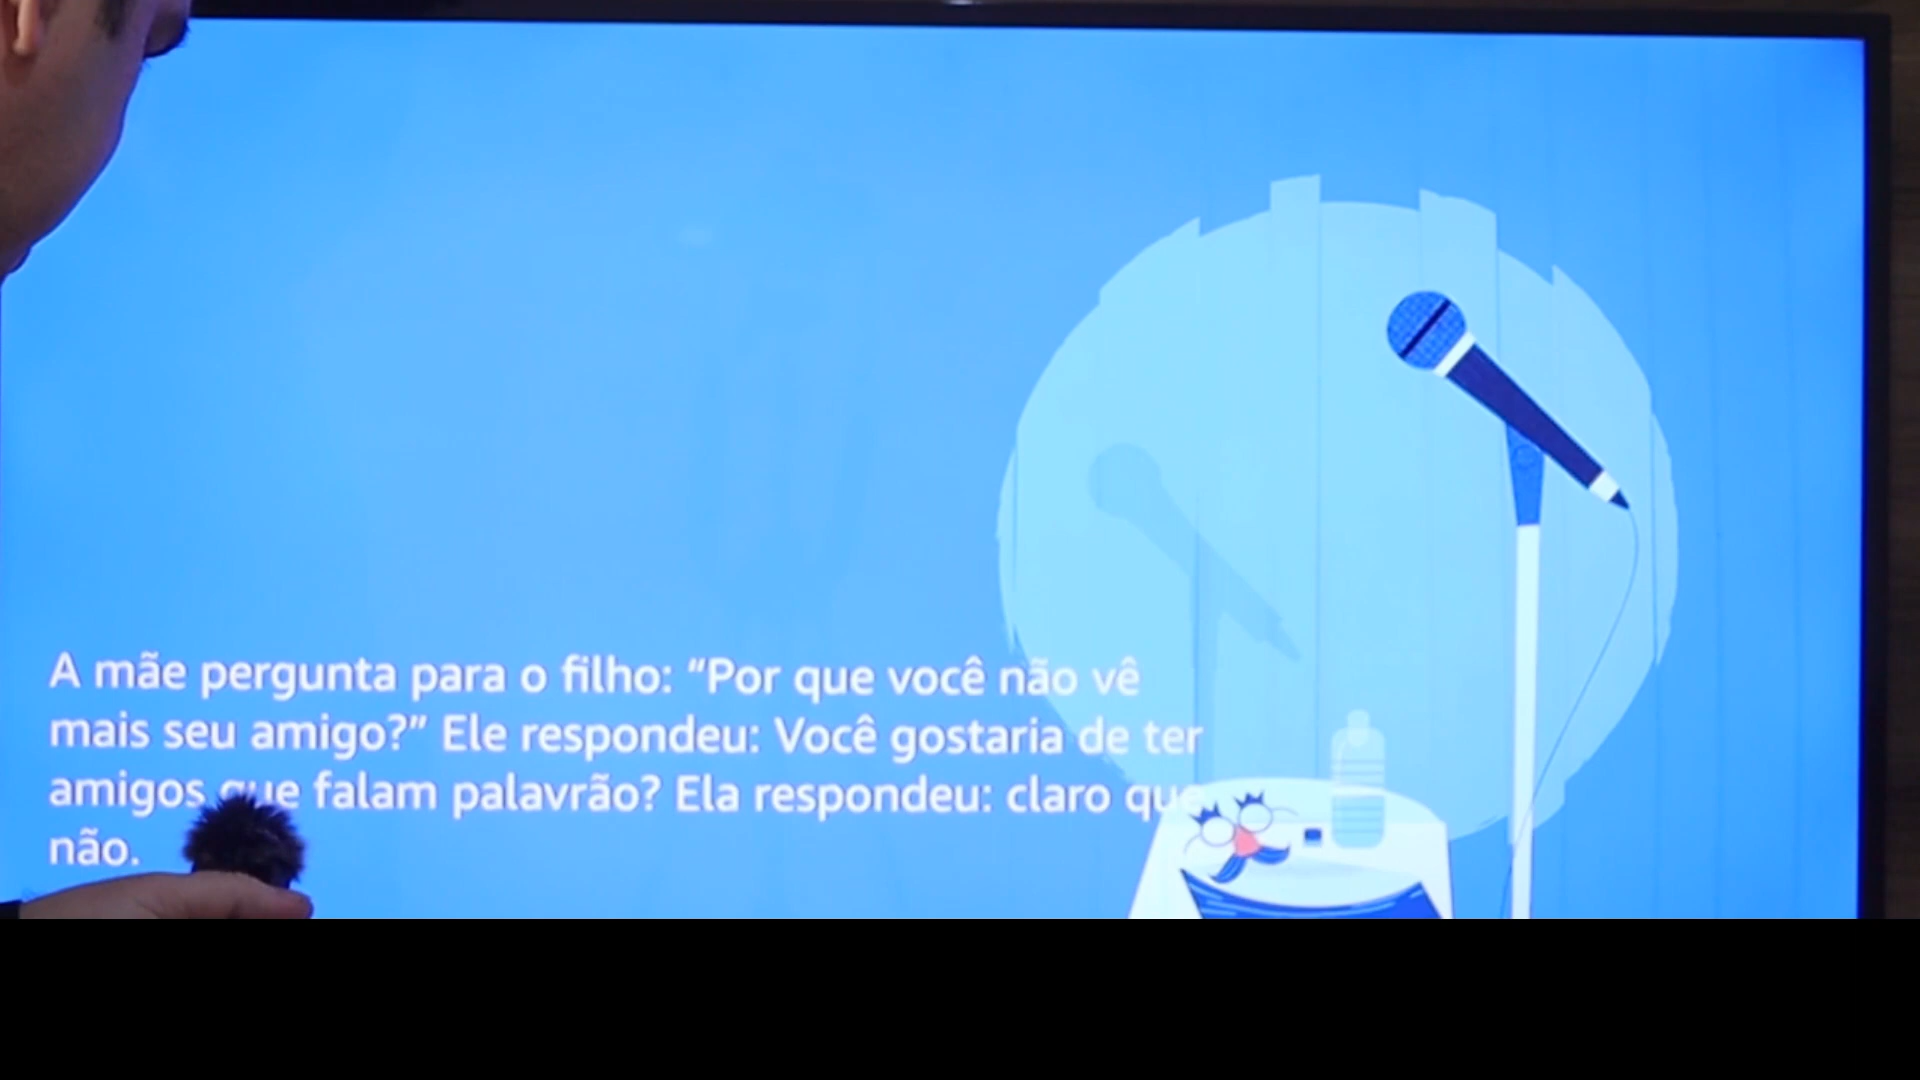 A mãe pergunta para o filho: “Por que você não vê
mais seu amigo?” Ele respondeu: Você gostaria de ter
amigos que falam palavrão? Ela respondeu: claro que
não.